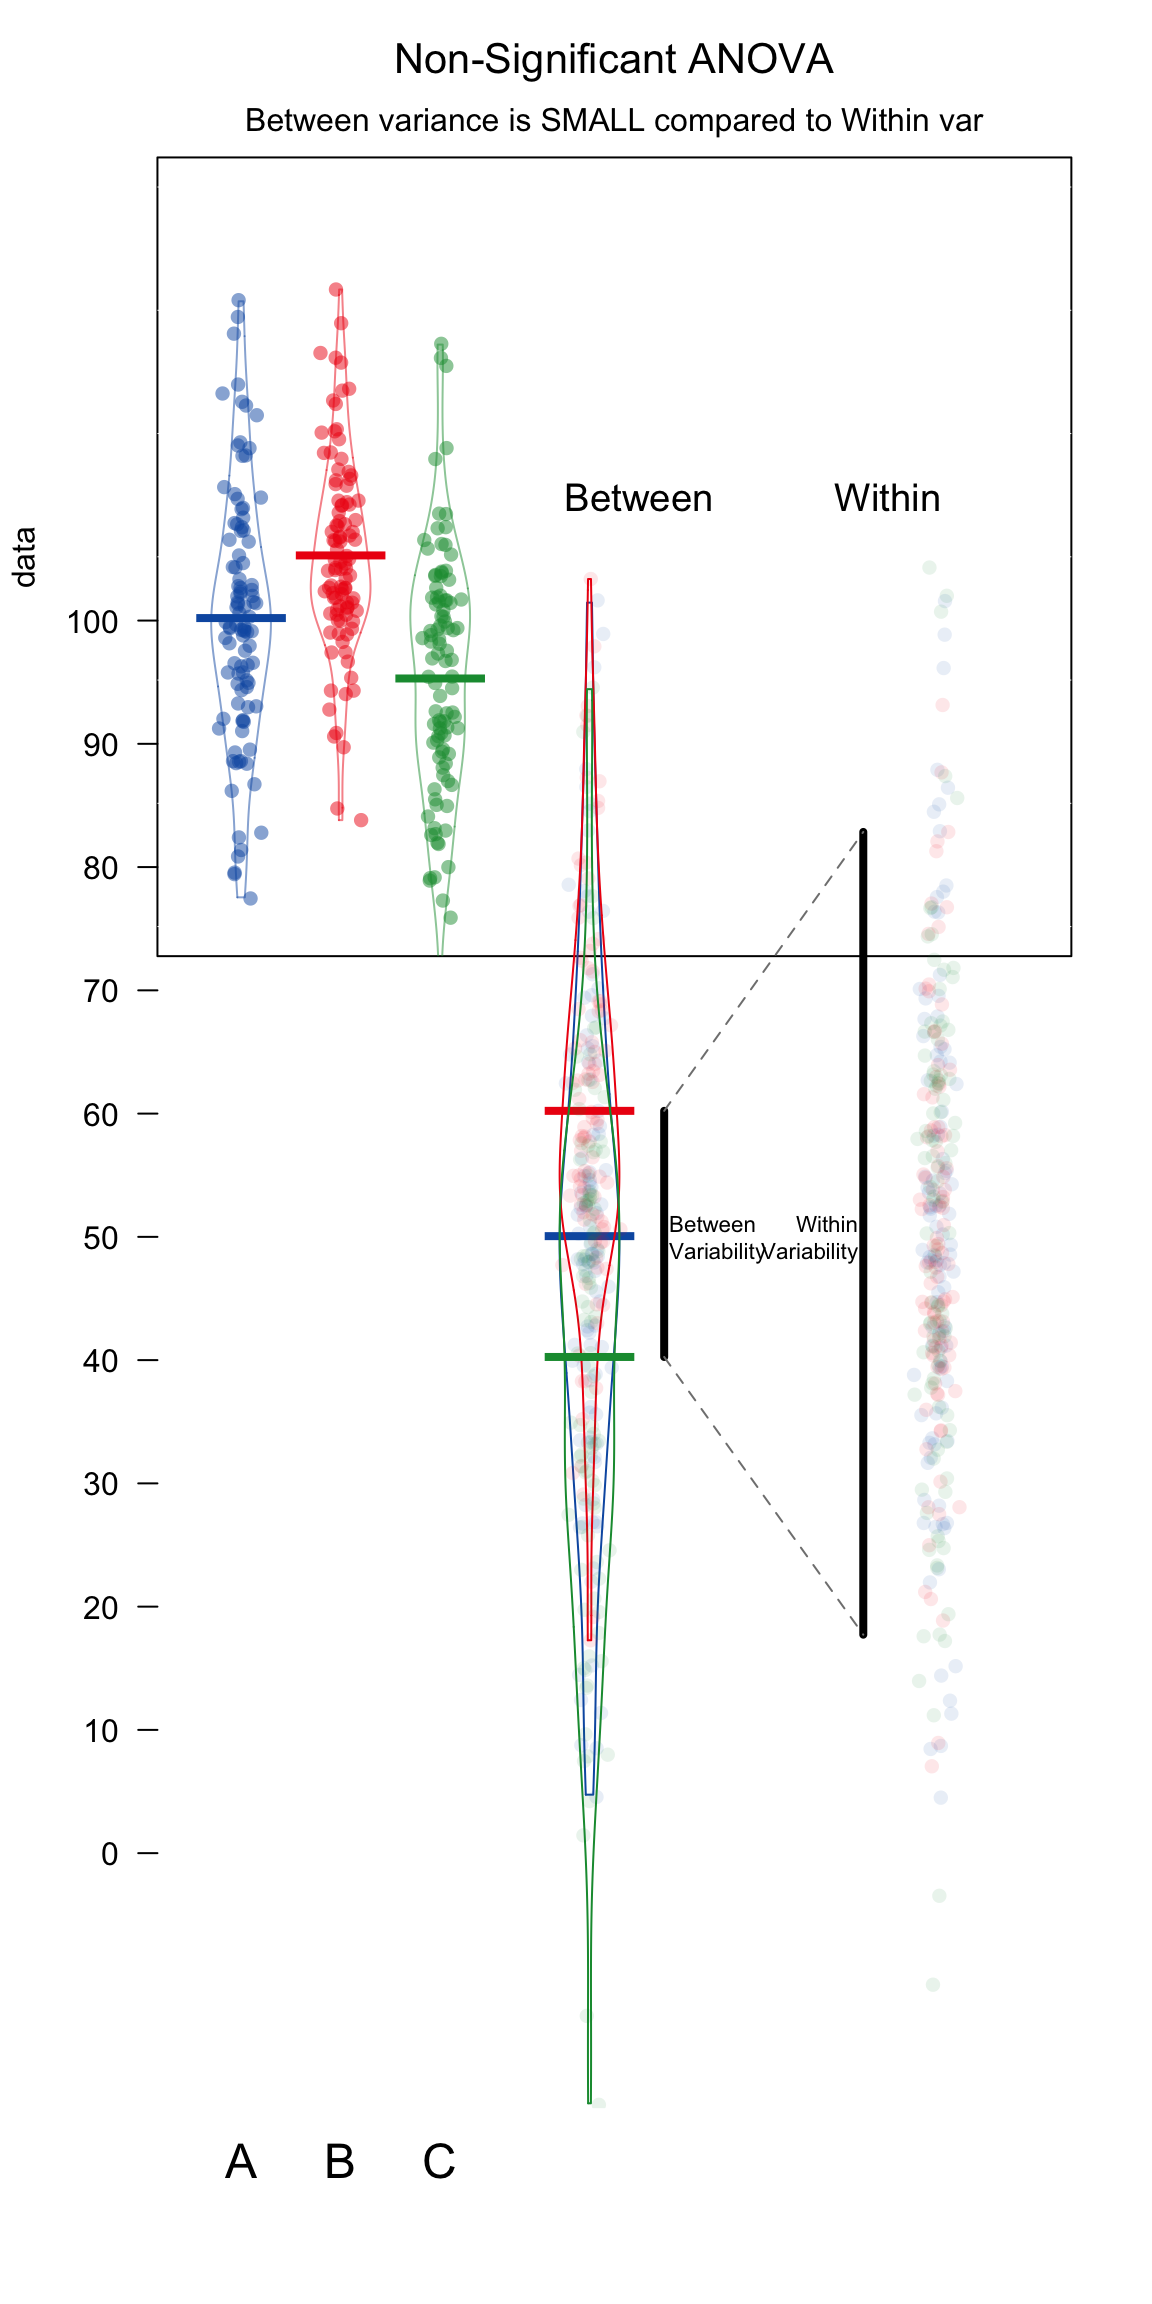 Non-Significant ANOVA
Between variance is SMALL compared to Within var
Between
Within
data
100
90
80
70
60
50
40
30
20
10
0
Between
Variability
Within
Variability
A
B
C